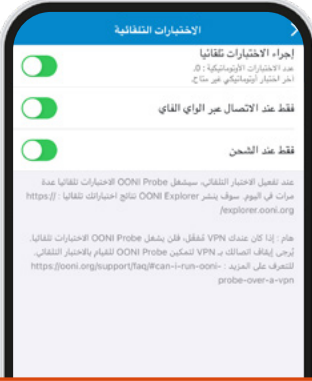 الاختبارات التلقائية
إجراء الاختبارات تلقائيا
عدد الاختبارات الأوتوماتيكية : 0.
اخر اختبار أوتوماتيكي غير متاح.
فقط عند الاتصال عبر الواي الفاي
فقط عند الشحن
عند تفعيل الاختبار التلقائي، سيشغل OONI Probe الاختبارات تلقائيا عدة
مرات في اليوم. سوف ينشر OONI Explorer نتائج اختباراتك تلقائيا : https://
explorer.ooni.org/
هام : إذا كان عندك VPN مُفعّل، فلن يشغل OONI Probe الاختبارات تلقائيا.
يُرجى إيقاف اتصالك بـ VPN لتمكين OONI Probe للقيام بالاختبار التلقائي.
للتعرف على المزيد : https://ooni.org/support/faq/#can-i-run-ooni-
probe-over-a-vpn